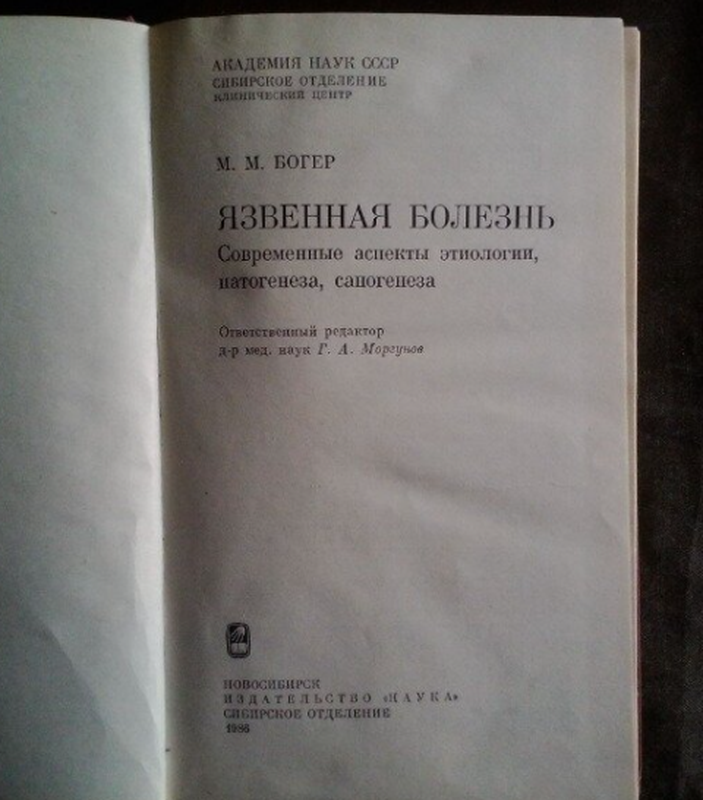 АКАДЕМИЯ НАУК СССР
СИБИРСКОЕ ОТДЕЛЕНИЕ
КЛИНИЧЕСКИЙ ЦЕНТР
М. М. БОГЕР
ЯЗВЕННАЯ БОЛЕЗНЬ
Современные аспекты этиологии,
патогенеза, саногенеза
Ответственный редактор
д-р мед. наук Г. А. Моргунов
НОВОСИБИРСК
ИЗДАТЕЛЬСТВО «НАУКА»
СИБИРСКОЕ ОТДЕЛЕНИЕ
1986